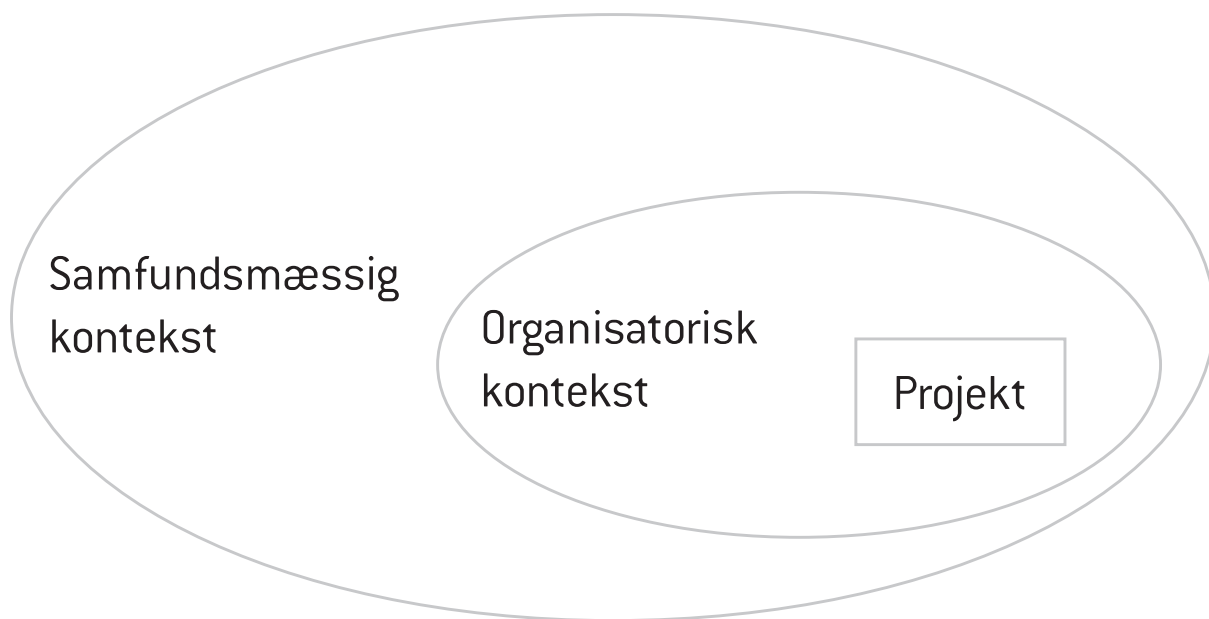 Samfundsmæssig
kontekst
Organisatorisk
kontekst
Projekt